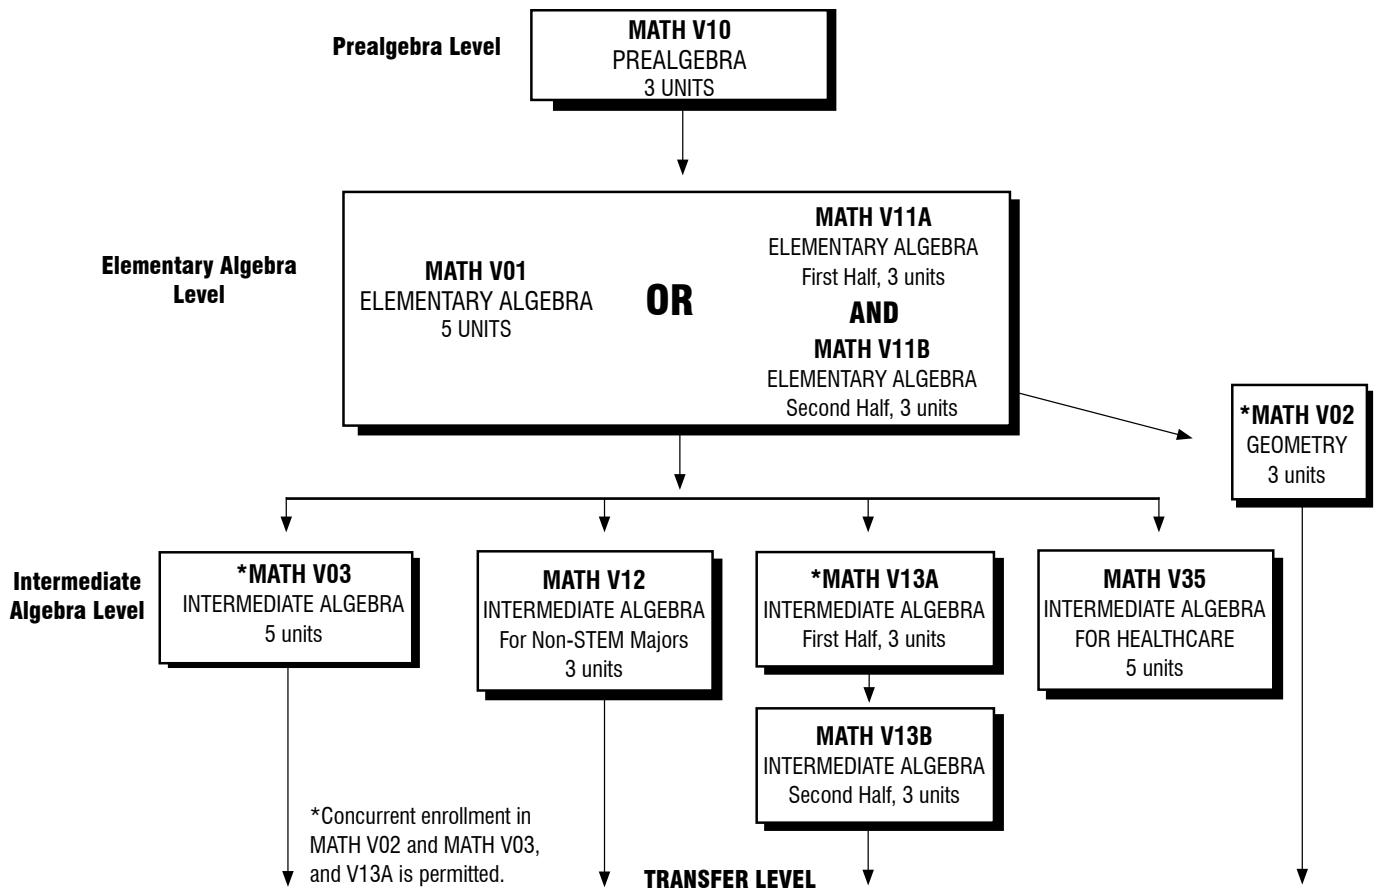 Prealgebra Level
MATH V10
PREALGEBRA
3 UNITS
Elementary Algebra
Level
MATH V01
ELEMENTARY ALGEBRA
5 UNITS
OR
MATH V11A
ELEMENTARY ALGEBRA
First Half, 3 units
AND
MATH V11B
ELEMENTARY ALGEBRA
Second Half, 3 units
*MATH V02
GEOMETRY
3 units
Intermediate
Algebra Level
*MATH V03
INTERMEDIATE ALGEBRA
5 units
MATH V12
INTERMEDIATE ALGEBRA
For Non-STEM Majors
3 units
*MATH V13A
INTERMEDIATE ALGEBRA
First Half, 3 units
MATH V35
INTERMEDIATE ALGEBRA
FOR HEALTHCARE
5 units
MATH V13B
INTERMEDIATE ALGEBRA
Second Half, 3 units
*Concurrent enrollment in
MATH V02 and MATH V03,
and V13A is permitted.
TRANSFER LEVEL